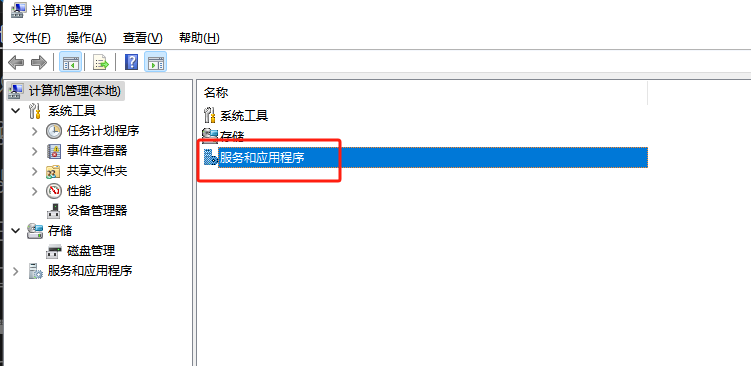 计算机管理
文件(F) 操作(A) 查看(V) 帮助(H)
计算机管理(本地)
系统工具
任务计划程序
事件查看器
共享文件夹
性能
设备管理器
存储
磁盘管理
服务和应用程序
名称
系统工具
存储
服务和应用程序